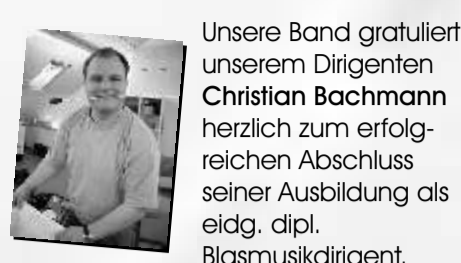 Unsere Band gratuliert
unserem Dirigenten
Christian Bachmann
herzlich zum erfolg-
reichen Abschluss
seiner Ausbildung als
eidg. dipl.
Blasmusikdirigent.